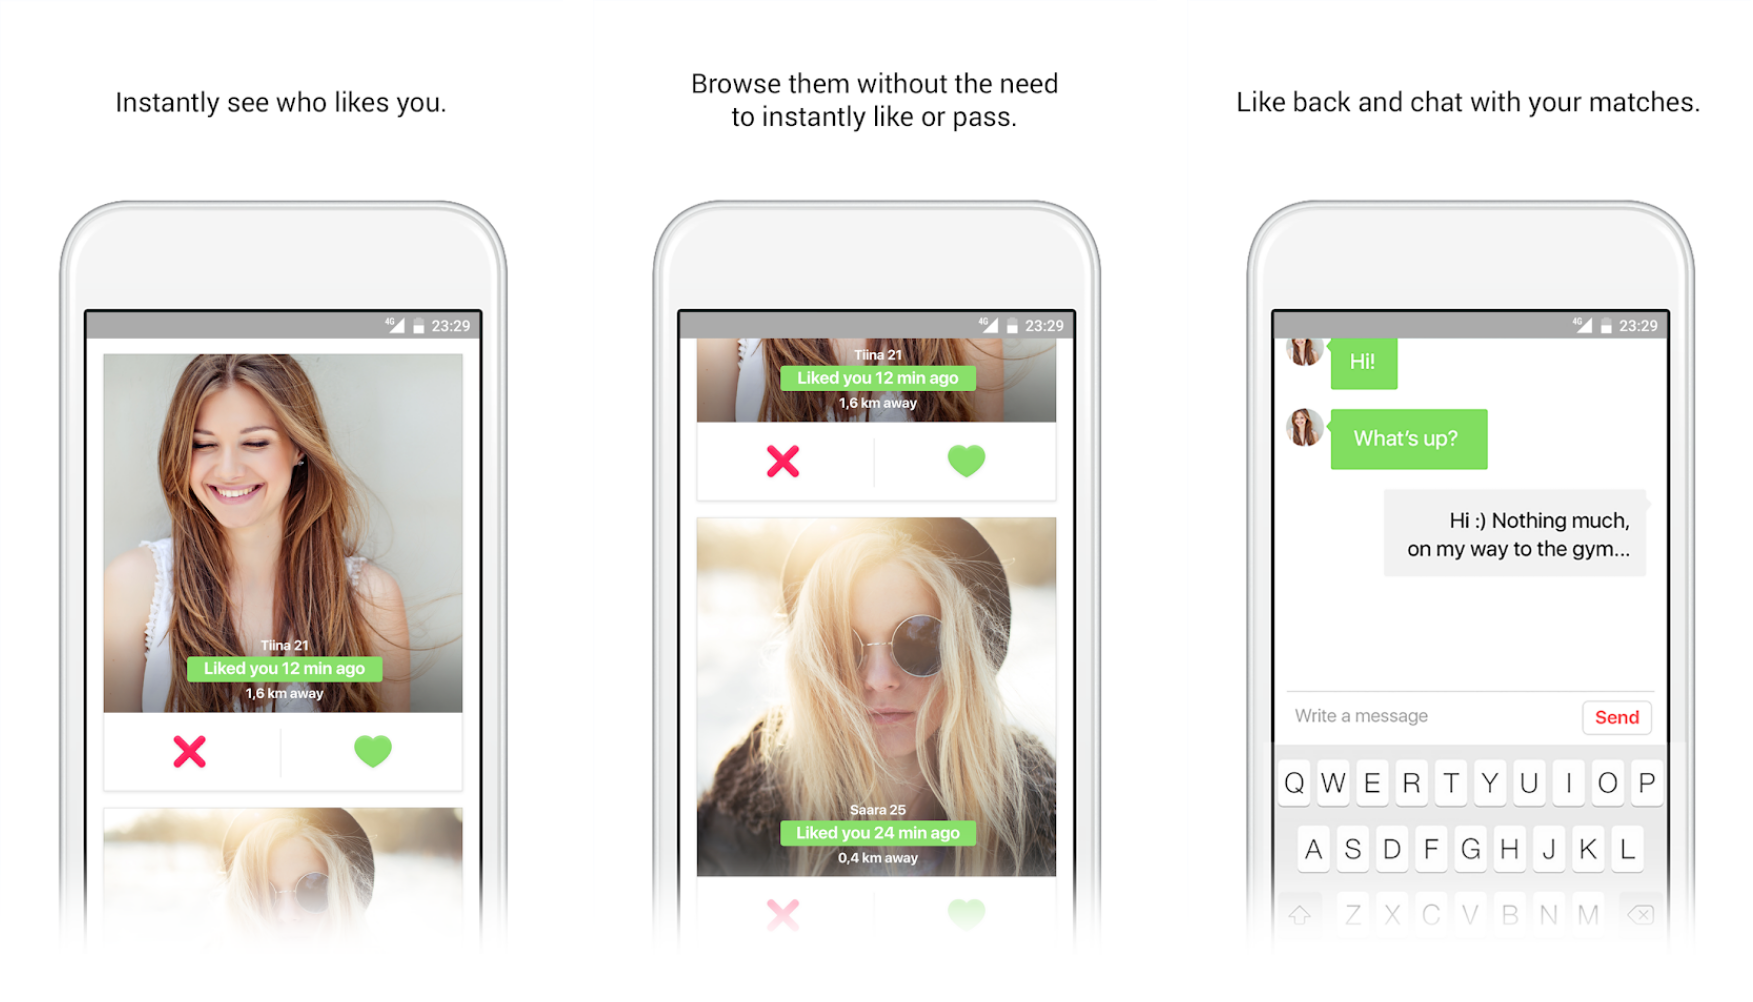 Instantly see who likes you.
4G 23:29
Tiina 21
Liked you 12 min ago
1,6 km away
Browse them without the need
to instantly like or pass.
4G 23:29
Tiina 21
Liked you 12 min ago
1,6 km away
Saara 25
Liked you 24 min ago
0,4 km away
Like back and chat with your matches.
4G 23:29
Hi!
What's up?
Hi :) Nothing much,
on my way to the gym...
Write a message
Send
Q W E R T Y U I O P
A S D F G H J K L
Z X C V B N M